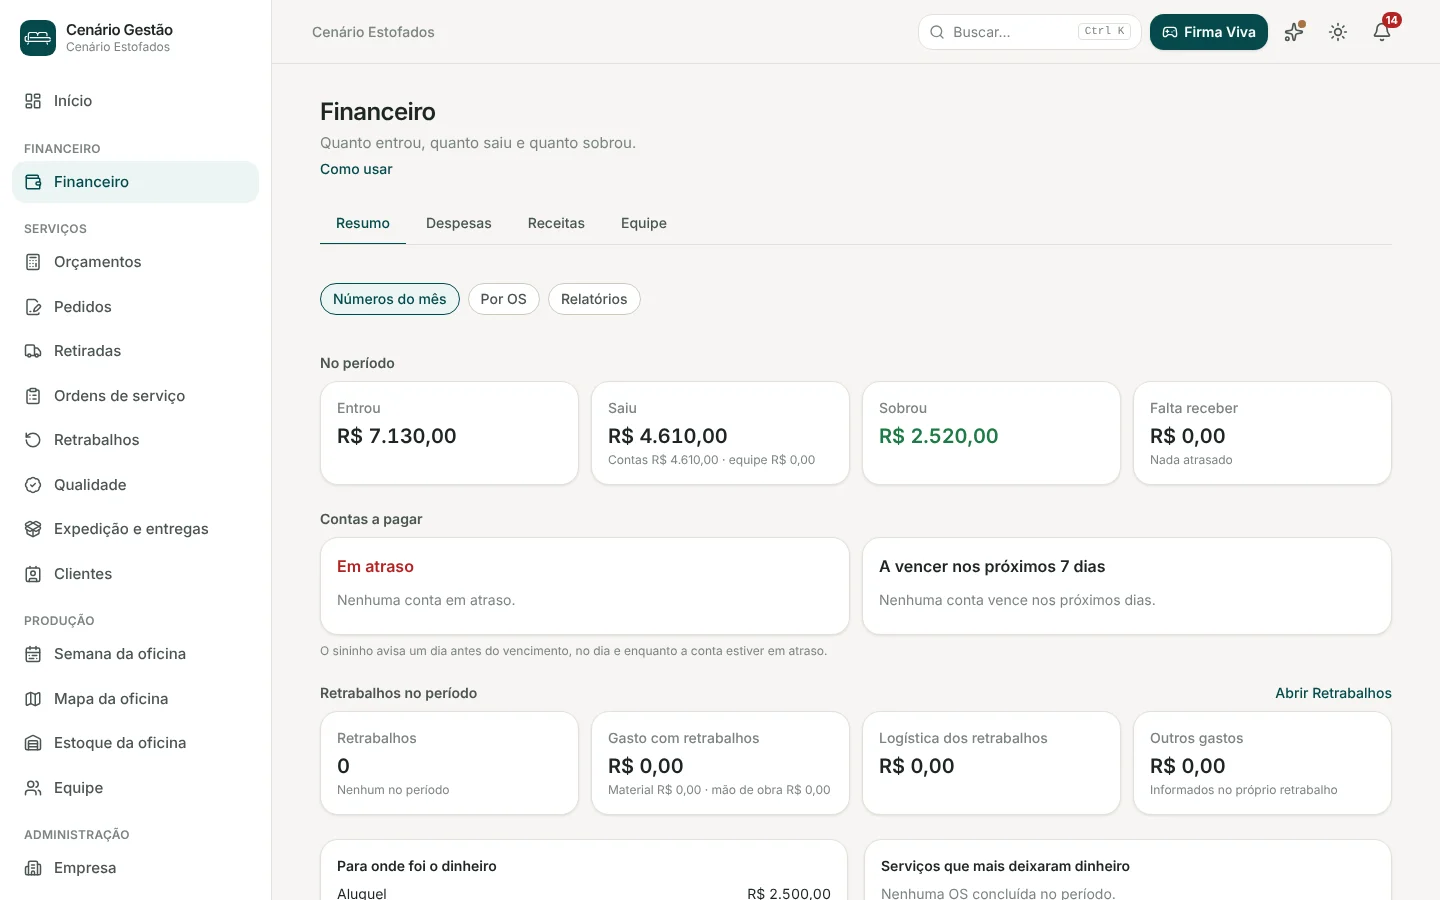 Cenário Gestão
Cenário Estofados
Início
FINANCEIRO
Financeiro
SERVIÇOS
Orçamentos
Pedidos
Retiradas
Ordens de serviço
Retrabalhos
Qualidade
Expedição e entregas
Clientes
PRODUÇÃO
Semana da oficina
Mapa da oficina
Estoque da oficina
Equipe
ADMINISTRAÇÃO
Empresa
Cenário Estofados
Buscar... Ctrl K
Firma Viva
14
Financeiro
Quanto entrou, quanto saiu e quanto sobrou.
Como usar
Resumo Despesas Receitas Equipe
Números do mês Por OS Relatórios
No período
Entrou
R$ 7.130,00
Saiu
R$ 4.610,00
Contas R$ 4.610,00 · equipe R$ 0,00
Sobrou
R$ 2.520,00
Falta receber
R$ 0,00
Nada atrasado
Contas a pagar
Em atraso
Nenhuma conta em atraso.
A vencer nos próximos 7 dias
Nenhuma conta vence nos próximos dias.
O sininho avisa um dia antes do vencimento, no dia e enquanto a conta estiver em atraso.
Retrabalhos no período
Abrir Retrabalhos
Retrabalhos
0
Nenhum no período
Gasto com retrabalhos
R$ 0,00
Material R$ 0,00 · mão de obra R$ 0,00
Logística dos retrabalhos
R$ 0,00
Outros gastos
R$ 0,00
Informados no próprio retrabalho
Para onde foi o dinheiro
Aluguel R$ 2.500,00
Serviços que mais deixaram dinheiro
Nenhuma OS concluída no período.